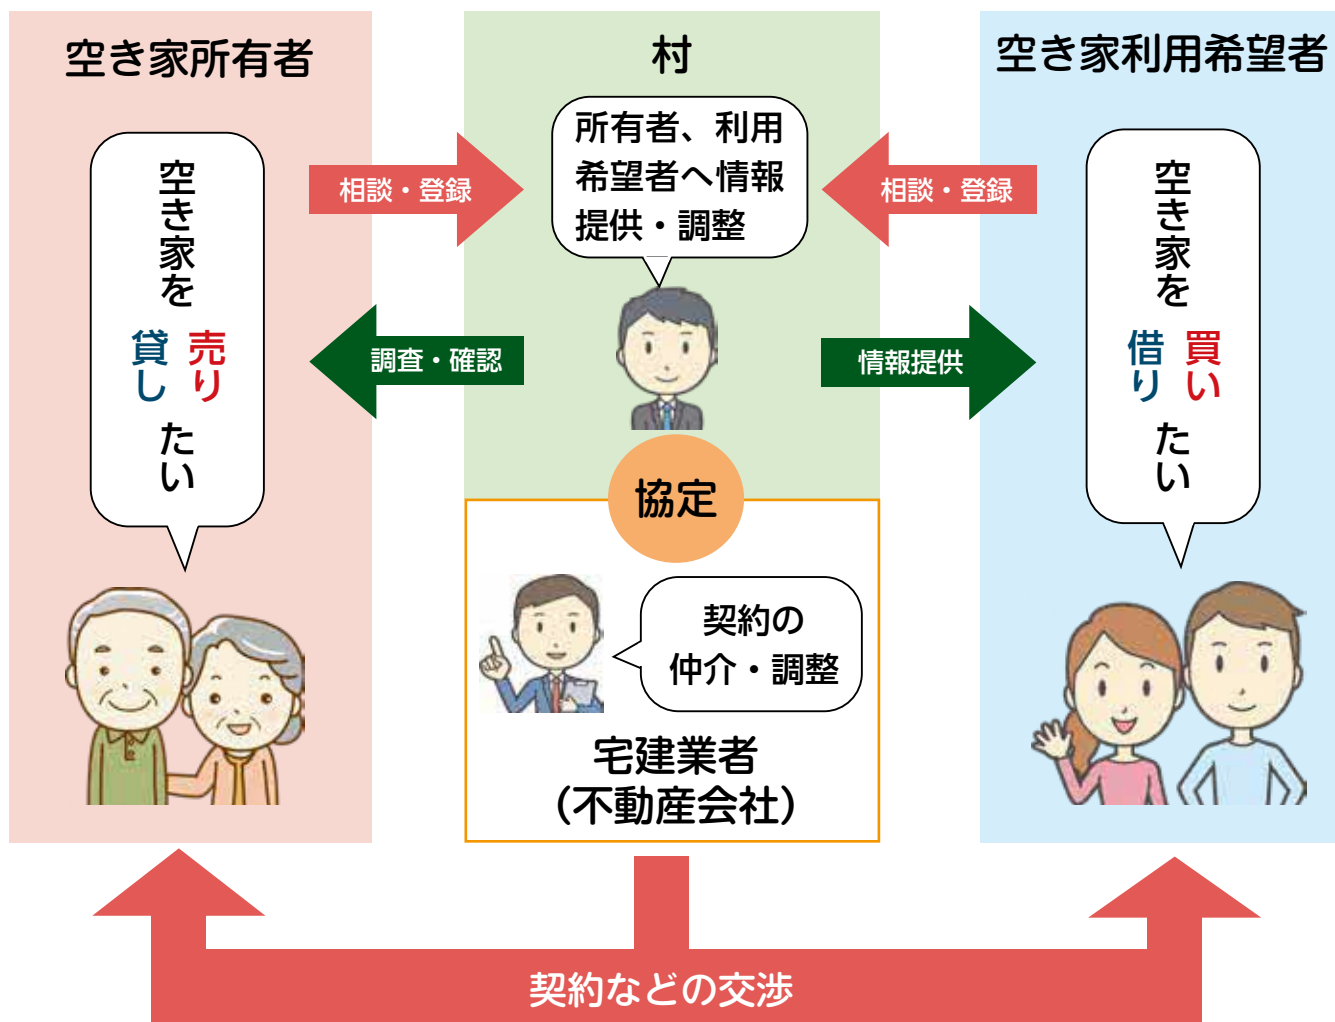 空き家所有者
空き家を
売り
貸し
たい
相談・登録
調査・確認
村
所有者、利用
希望者へ情報
提供・調整
協定
契約の
仲介・調整
宅建業者
(不動産会社)
相談・登録
情報提供
空き家利用希望者
空き家を
買い
借り
たい
契約などの交渉